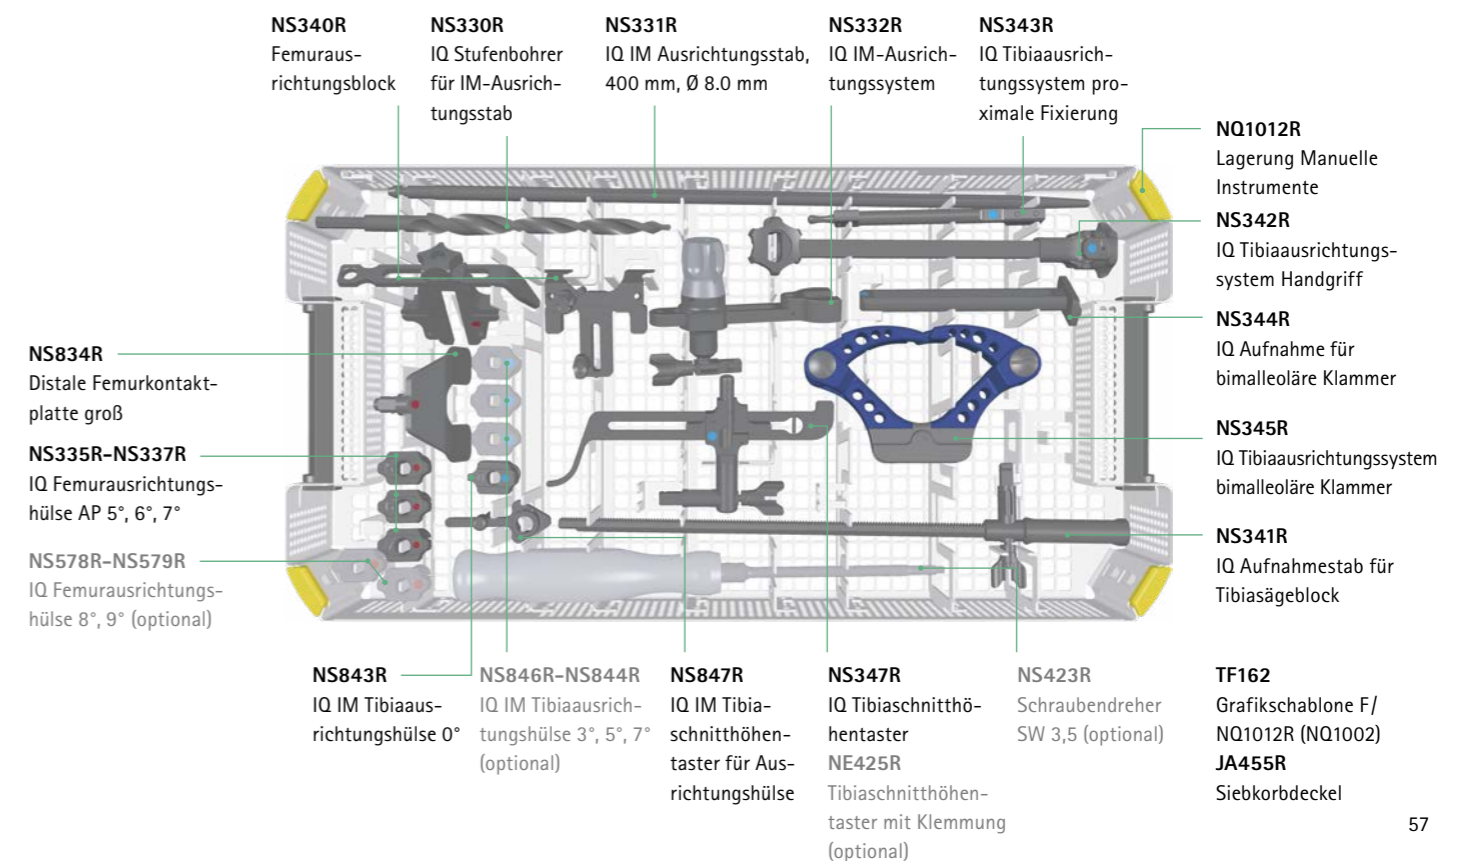 NS340R
Femuraus-
richtungsblock
NS330R
IQ Stufenbohrer
für IM-Ausrich-
tungsstab
NS331R
IQ IM Ausrichtungsstab,
400 mm, Ø 8.0 mm
NS332R
IQ IM-Ausrich-
tungssystem
NS343R
IQ Tibiaausrich-
tungssystem pro-
ximale Fixierung
NQ1012R
Lagerung Manuelle
Instrumente
NS342R
IQ Tibiaausrichtungs-
system Handgriff
NS344R
IQ Aufnahme für
bimalleoläre Klammer
NS345R
IQ Tibiaausrichtungssystem
bimalleoläre Klammer
NS341R
IQ Aufnahmestab für
Tibiasägeblock
NS834R
Distale Femurkontakt-
platte groß
NS335R-NS337R
IQ Femurausrichtungs-
hülse AP 5°, 6°, 7°
NS578R-NS579R
IQ Femurausrichtungs-
hülse 8°, 9° (optional)
NS843R
IQ IM Tibiaaus-
richtungshülse 0°
NS846R-NS844R
IQ IM Tibiaausrich-
tungshülse 3°, 5°, 7°
(optional)
NS847R
IQ IM Tibia-
schnitthöhen-
taster für Aus-
richtungshülse
NS347R
IQ Tibiaschnitthö-
hentaster
NE425R
Tibiaschnitthöhen-
taster mit Klemmung
(optional)
NS423R
Schraubendreher
SW 3,5 (optional)
TF162
Grafikschablone F/
NQ1012R (NQ1002)
JA455R
Siebkorbdeckel
57